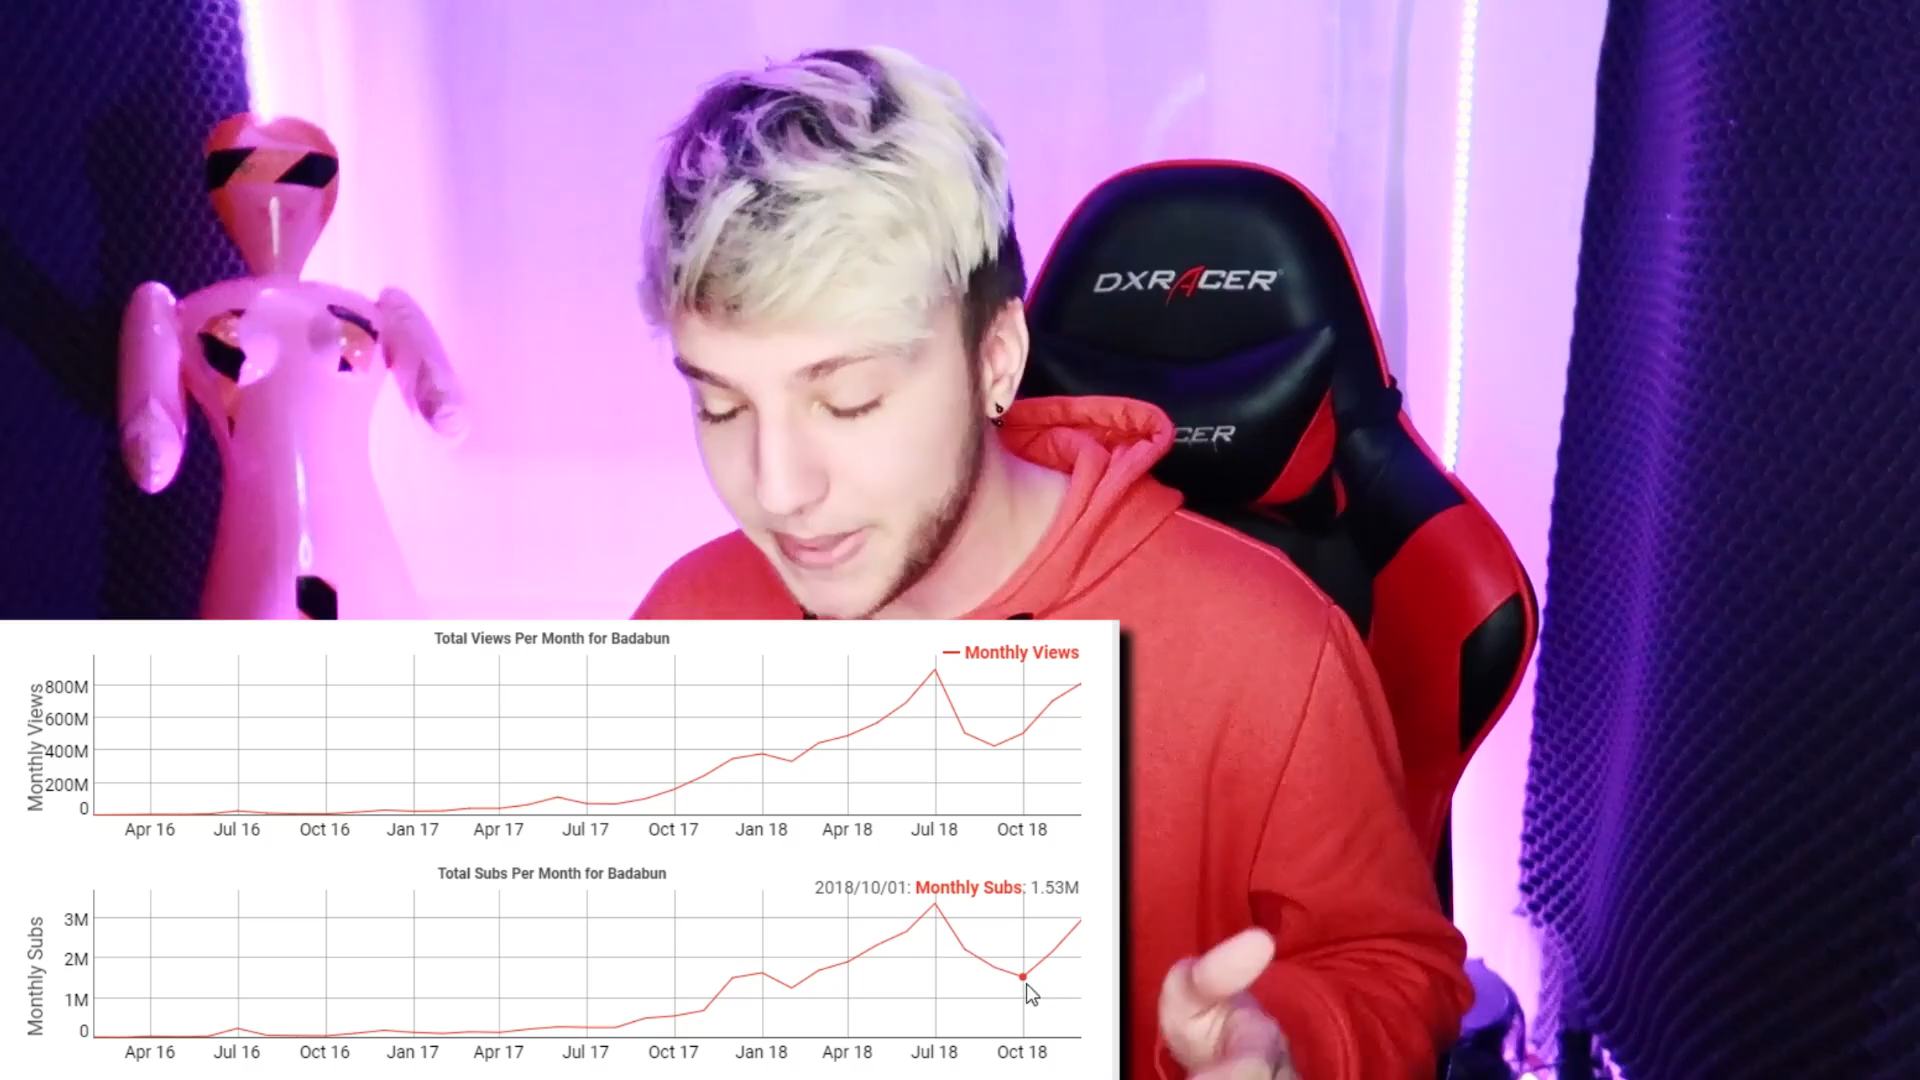 DXRACER
CER
Total Views Per Month for Badabun
Monthly Views
Monthly Views
800M
600M
400M
200M
0
Apr 16 Jul 16 Oct 16 Jan 17 Apr 17 Jul 17 Oct 17 Jan 18 Apr 18 Jul 18 Oct 18
Total Subs Per Month for Badabun
2018/10/01: Monthly Subs: 1.53M
Monthly Subs
3M
2M
1M
0
Apr 16 Jul 16 Oct 16 Jan 17 Apr 17 Jul 17 Oct 17 Jan 18 Apr 18 Jul 18 Oct 18